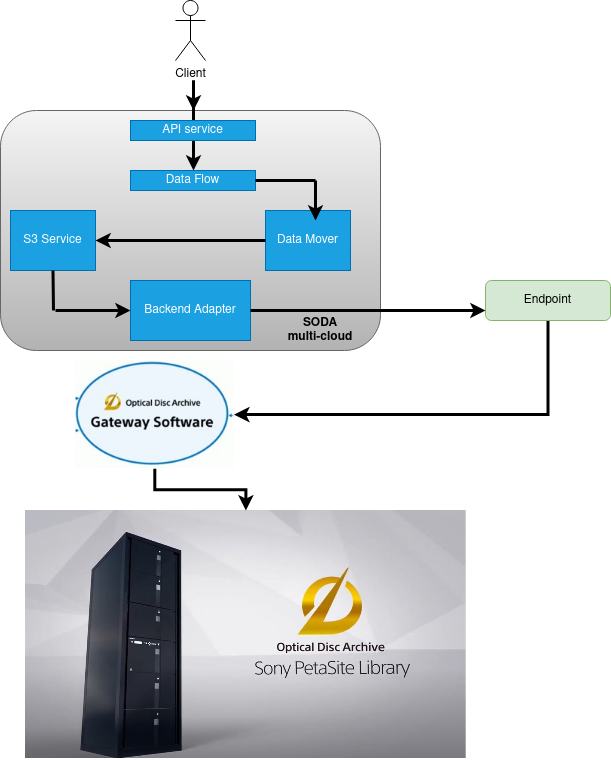 Client
API service
Data Flow
S3 Service
Data Mover
Backend Adapter
SODA
multi-cloud
Endpoint
Optical Disc Archive
Gateway Software
Optical Disc Archive
Sony PetaSite Library